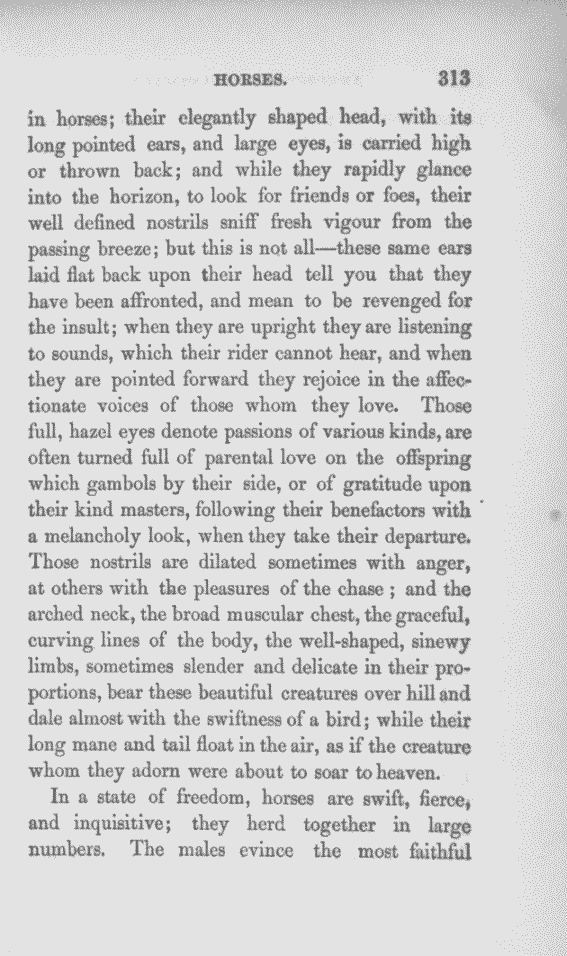 HORSES. 313
in horses; their elegantly shaped head, with its
long pointed ears, and large eyes, is carried high
or thrown back; and while they rapidly glance
into the horizon, to look for friends or foes, their
well defined nostrils sniff fresh vigour from the
passing breeze; but this is not all—these same ears
laid flat back upon their head tell you that they
have been affronted, and mean to be revenged for
the insult; when they are upright they are listening
to sounds, which their rider cannot hear, and when
they are pointed forward they rejoice in the affec-
tionate voices of those whom they love. Those
full, hazel eyes denote passions of various kinds, are
often turned full of parental love on the offspring
which gambols by their side, or of gratitude upon
their kind masters, following their benefactors with
a melancholy look, when they take their departure.
Those nostrils are dilated sometimes with anger,
at others with the pleasures of the chase ; and the
arched neck, the broad muscular chest, the graceful,
curving lines of the body, the well-shaped, sinewy
limbs, sometimes slender and delicate in their pro-
portions, bear these beautiful creatures over hill and
dale almost with the swiftness of a bird; while their
long mane and tail float in the air, as if the creature
whom they adorn were about to soar to heaven.
In a state of freedom, horses are swift, fierce,
and inquisitive; they herd together in large
numbers. The males evince the most faithful